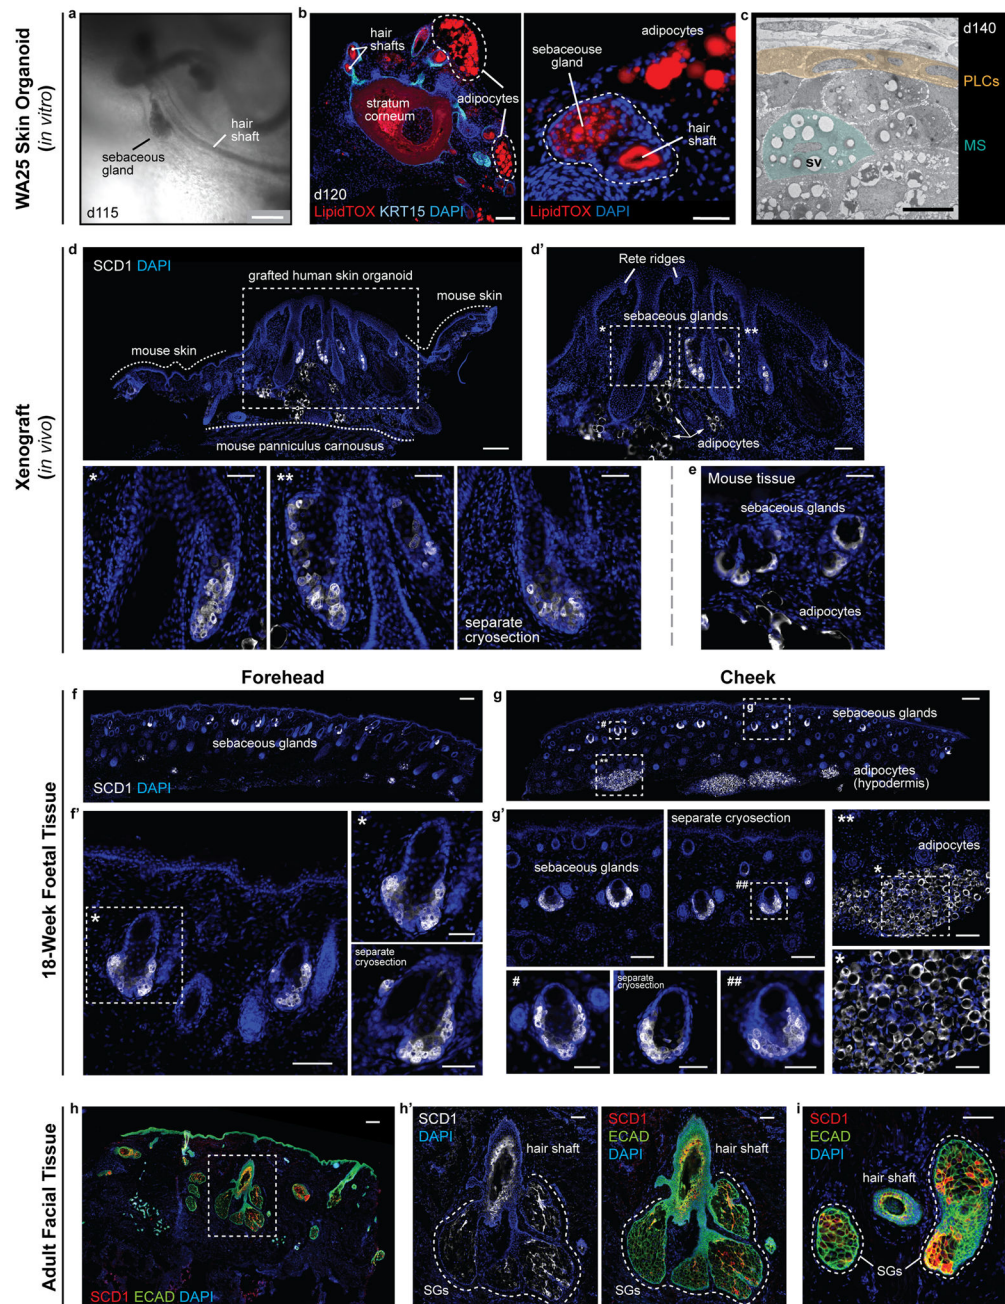 WA25 Skin Organoid
(in vitro)
a
sebaceous
gland
hair
shaft
d115
b
hair
shafts
stratum
corneum
adipocytes
d120
LipidTOX KRT15 DAPI
adipocytes
sebaceouse
gland
hair
shaft
LipidTOX DAPI
c
d140
PLCs
MS
sv
Xenograft
(in vivo)
d
SCD1 DAPI
grafted human skin organoid
mouse skin
mouse skin
mouse panniculus carnousus
d'
Rete ridges
sebaceous glands
*
**
adipocytes
*
**
separate
cryosection
e
Mouse tissue
sebaceous glands
adipocytes
18-Week Foetal Tissue
Forehead
Cheek
f
sebaceous glands
SCD1 DAPI
g
#
g'
sebaceous glands
**
adipocytes
(hypodermis)
f'
*
*
separate
cryosection
g'
sebaceous glands
separate cryosection
##
**
adipocytes
*
#
separate
cryosection
##
*
Adult Facial Tissue
h
SCD1 ECAD DAPI
h'
SCD1
DAPI
hair shaft
SGs
SCD1
ECAD
DAPI
hair shaft
SGs
i
SCD1
ECAD
DAPI
hair shaft
SGs